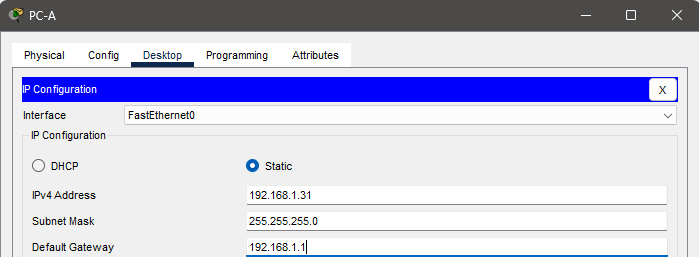 PC-A
Physical Config Desktop Programming Attributes
IP Configuration X
Interface FastEthernet0
IP Configuration
DHCP Static
IPv4 Address 192.168.1.31
Subnet Mask 255.255.255.0
Default Gateway 192.168.1.1